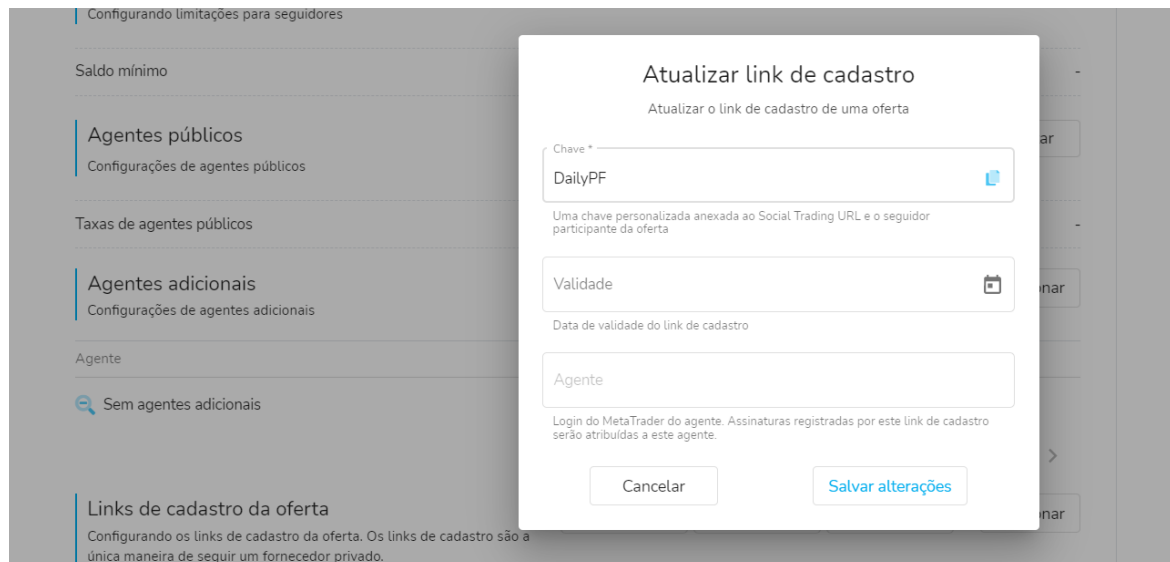 Configurando limitações para seguidores
Saldo mínimo
-
Agentes públicos
ar
Configurações de agentes públicos
Taxas de agentes públicos
-
Agentes adicionais
onar
Configurações de agentes adicionais
Agente
Sem agentes adicionais
Links de cadastro da oferta
onar
Configurando os links de cadastro da oferta. Os links de cadastro são a
única maneira de seguir um fornecedor privado.
Atualizar link de cadastro
Atualizar o link de cadastro de uma oferta
Chave *
DailyPF
Uma chave personalizada anexada ao Social Trading URL e o seguidor
participante da oferta
Validade
Data de validade do link de cadastro
Agente
Login do MetaTrader do agente. Assinaturas registradas por este link de cadastro
serão atribuídas a este agente.
Cancelar
Salvar alterações